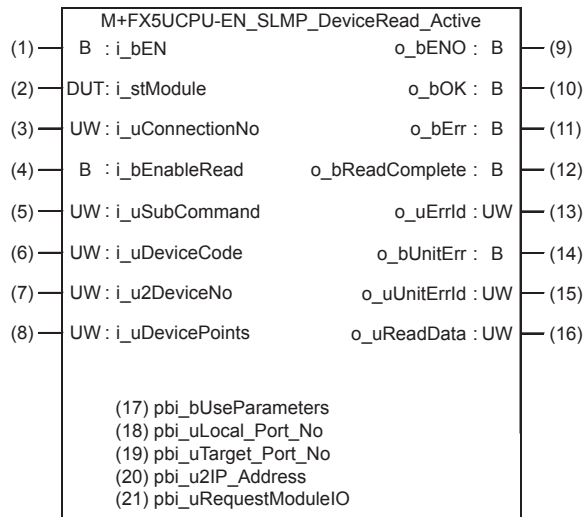 M+FX5UCPU-EN_SLMP_DeviceRead_Active
(1) B : i_bEN o_bENO : B (9)
(2) DUT: i_stModule o_bOK : B (10)
(3) UW : i_uConnectionNo o_bErr : B (11)
(4) B : i_bEnableRead o_bReadComplete : B (12)
(5) UW : i_uSubCommand o_uErrId : UW (13)
(6) UW : i_uDeviceCode o_bUnitErr : B (14)
(7) UW : i_u2DeviceNo o_uUnitErrId : UW (15)
(8) UW : i_uDevicePoints o_uReadData : UW (16)
(17) pbi_bUseParameters
(18) pbi_uLocal_Port_No
(19) pbi_uTarget_Port_No
(20) pbi_u2IP_Address
(21) pbi_uRequestModuleIO